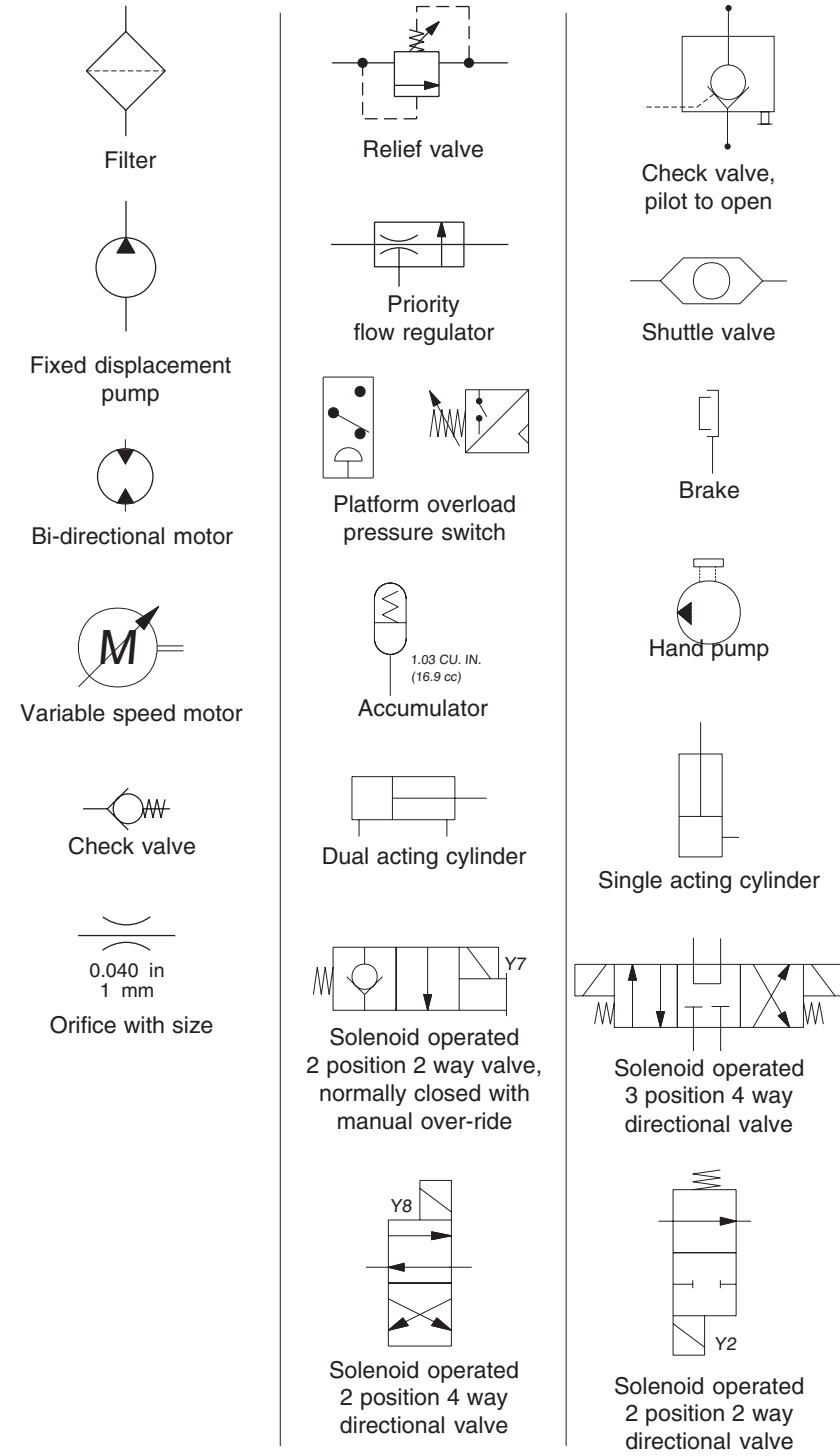 Filter
Fixed displacement
pump
Bi-directional motor
M
Variable speed motor
Check valve
0.040 in
1 mm
Orifice with size
Relief valve
Priority
flow regulator
Platform overload
pressure switch
1.03 CU. IN.
(16.9 cc)
Accumulator
Dual acting cylinder
Y7
Solenoid operated
2 position 2 way valve,
normally closed with
manual over-ride
Y8
Solenoid operated
2 position 4 way
directional valve
Check valve,
pilot to open
Shuttle valve
Brake
Hand pump
Single acting cylinder
Solenoid operated
3 position 4 way
directional valve
Y2
Solenoid operated
2 position 2 way
directional valve